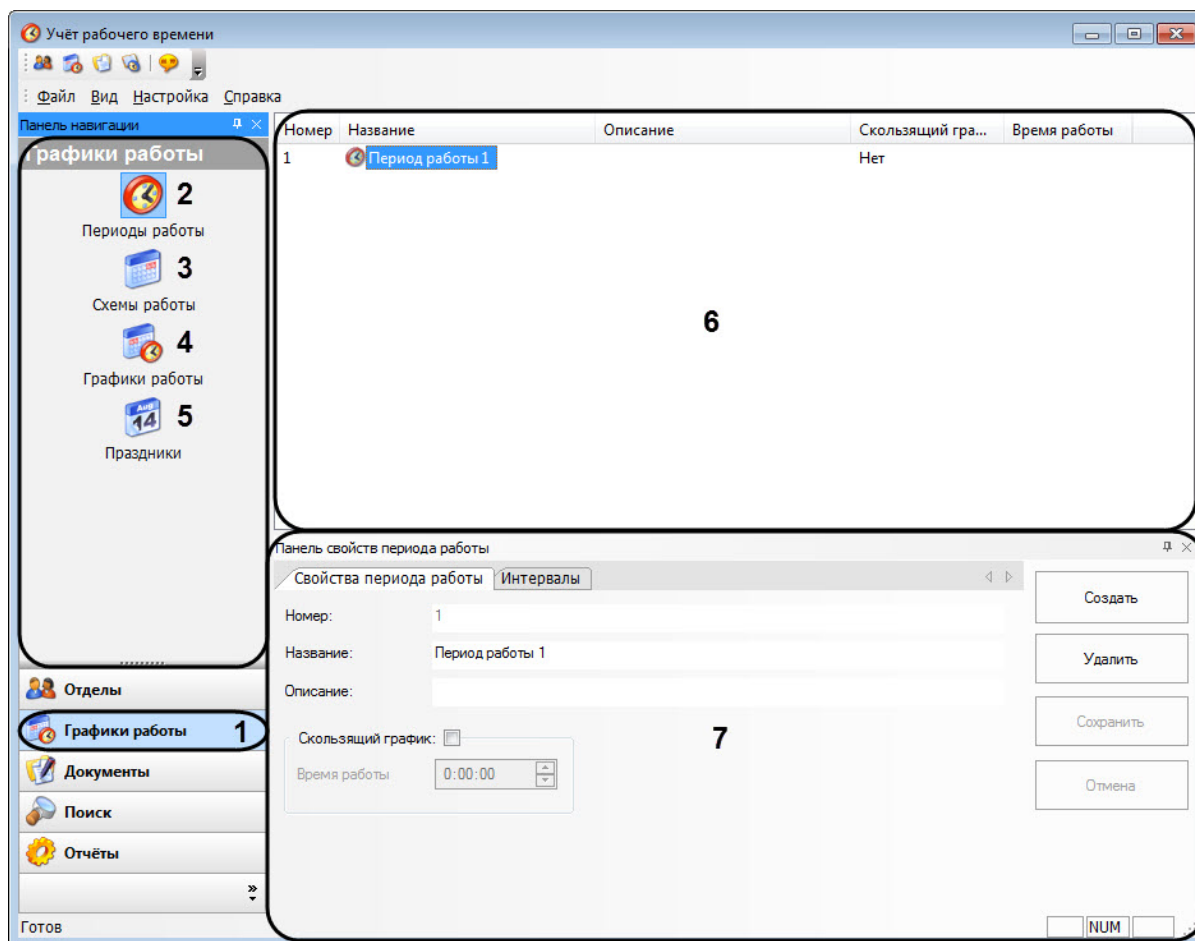 Учёт рабочего времени
Файл Вид Настройка Справка
Панель навигации
Графики работы
2
Периоды работы
3
Схемы работы
4
Графики работы
Aug
14 5
Праздники
Отделы
Графики работы 1
Документы
Поиск
Отчёты
Номер Название Описание Скользящий гра... Время работы
1 Период работы 1 Нет
6
Панель свойств периода работы
Свойства периода работы Интервалы
Номер: 1
Название: Период работы 1
Описание:
Скользящий график:
Время работы 0:00:00
7
Создать
Удалить
Сохранить
Отмена
Готов NUM